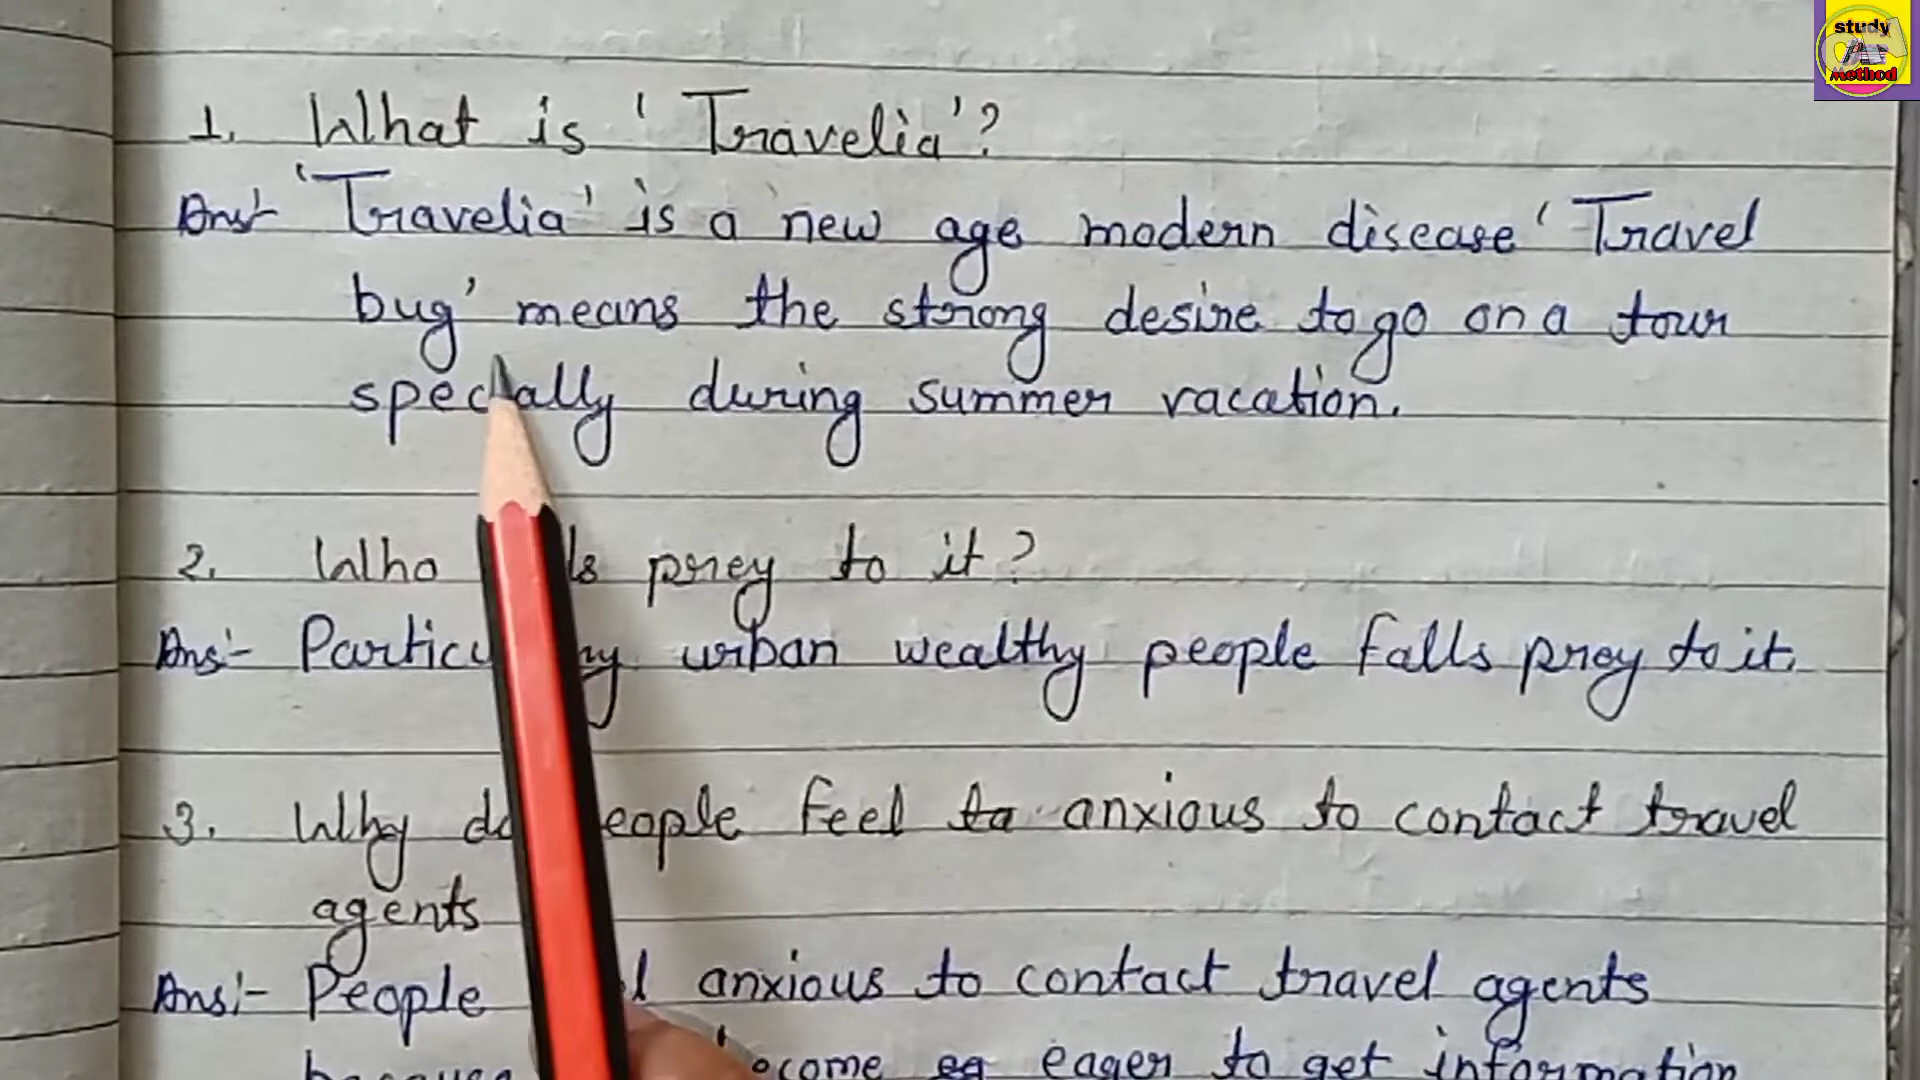 study
Method
1. What is 'Travelia'?
Ans:- 'Travelia' is a new age modern disease 'Travel
bug' means the strong desire to go on a tour
specially during summer vacation.
2. Who prey to it?
Ans:- urban wealthy people falls prey to it.
3. Why anxious to contact travel
agents
Ans:- People anxious to contact travel agents
eager to get information